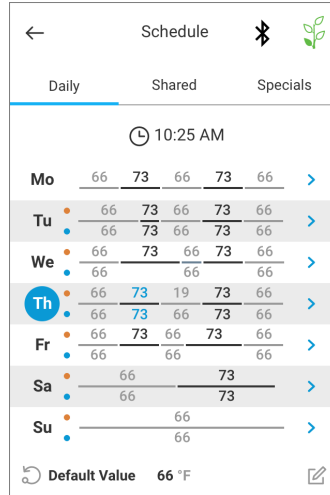 Schedule
Daily Shared Specials
10:25 AM
Mo 66 73 66 73 66
66 73 66 73 66
Tu
66 73 66 73 66
66 73 66 73 66
We
66 66 66
66 73 19 73 66
Th
66 73 66 73 66
66 73 66 73 66
Fr
66 66 66
66 73
Sa
66 73
66
Su
66
Default Value 66 °F